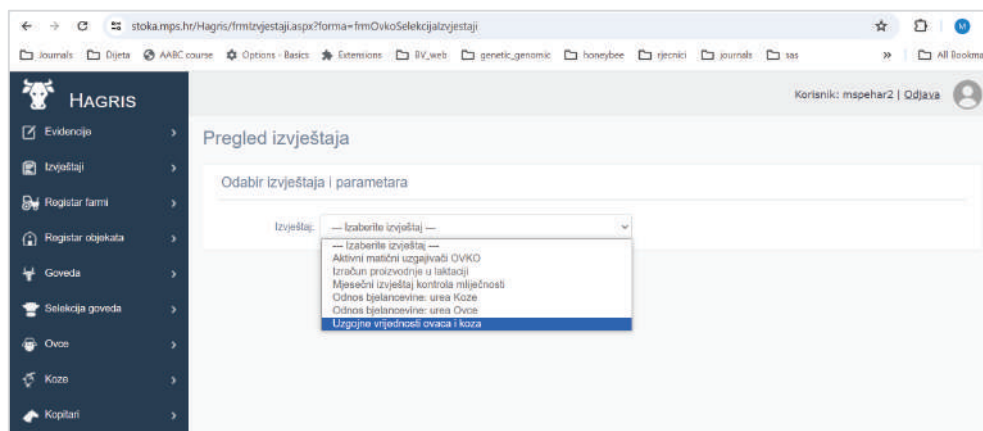 stoka.mps.hr/Hagris/frmIzvjestaji.aspx?forma=frmOvkoSelekcijaIzvjestaji
M
Journals Dijeta AABC course Options - Basics Extensions BV_web genetic_genomic honeybee rjecnici journals sas » All Bookma
HAGRIS
Korisnik: mspehar2 | Odjava
Evidencije
Pregled izvještaja
Izvještaji
Odabir izvještaja i parametara
Registar farmi
Izvještaj: --- Izaberite izvještaj ---
Registar objekata
--- Izaberite izvještaj ---
Aktivni matični uzgajivači OVKO
Izračun proizvodnje u laktaciji
Goveda
Mjesečni izvještaj kontrola mliječnosti
Odnos bjelancevine: urea Koze
Odnos bjelancevine: urea Ovce
Selekcija goveda
Uzgojne vrijednosti ovaca i koza
Ovce
Koze
Kopitari